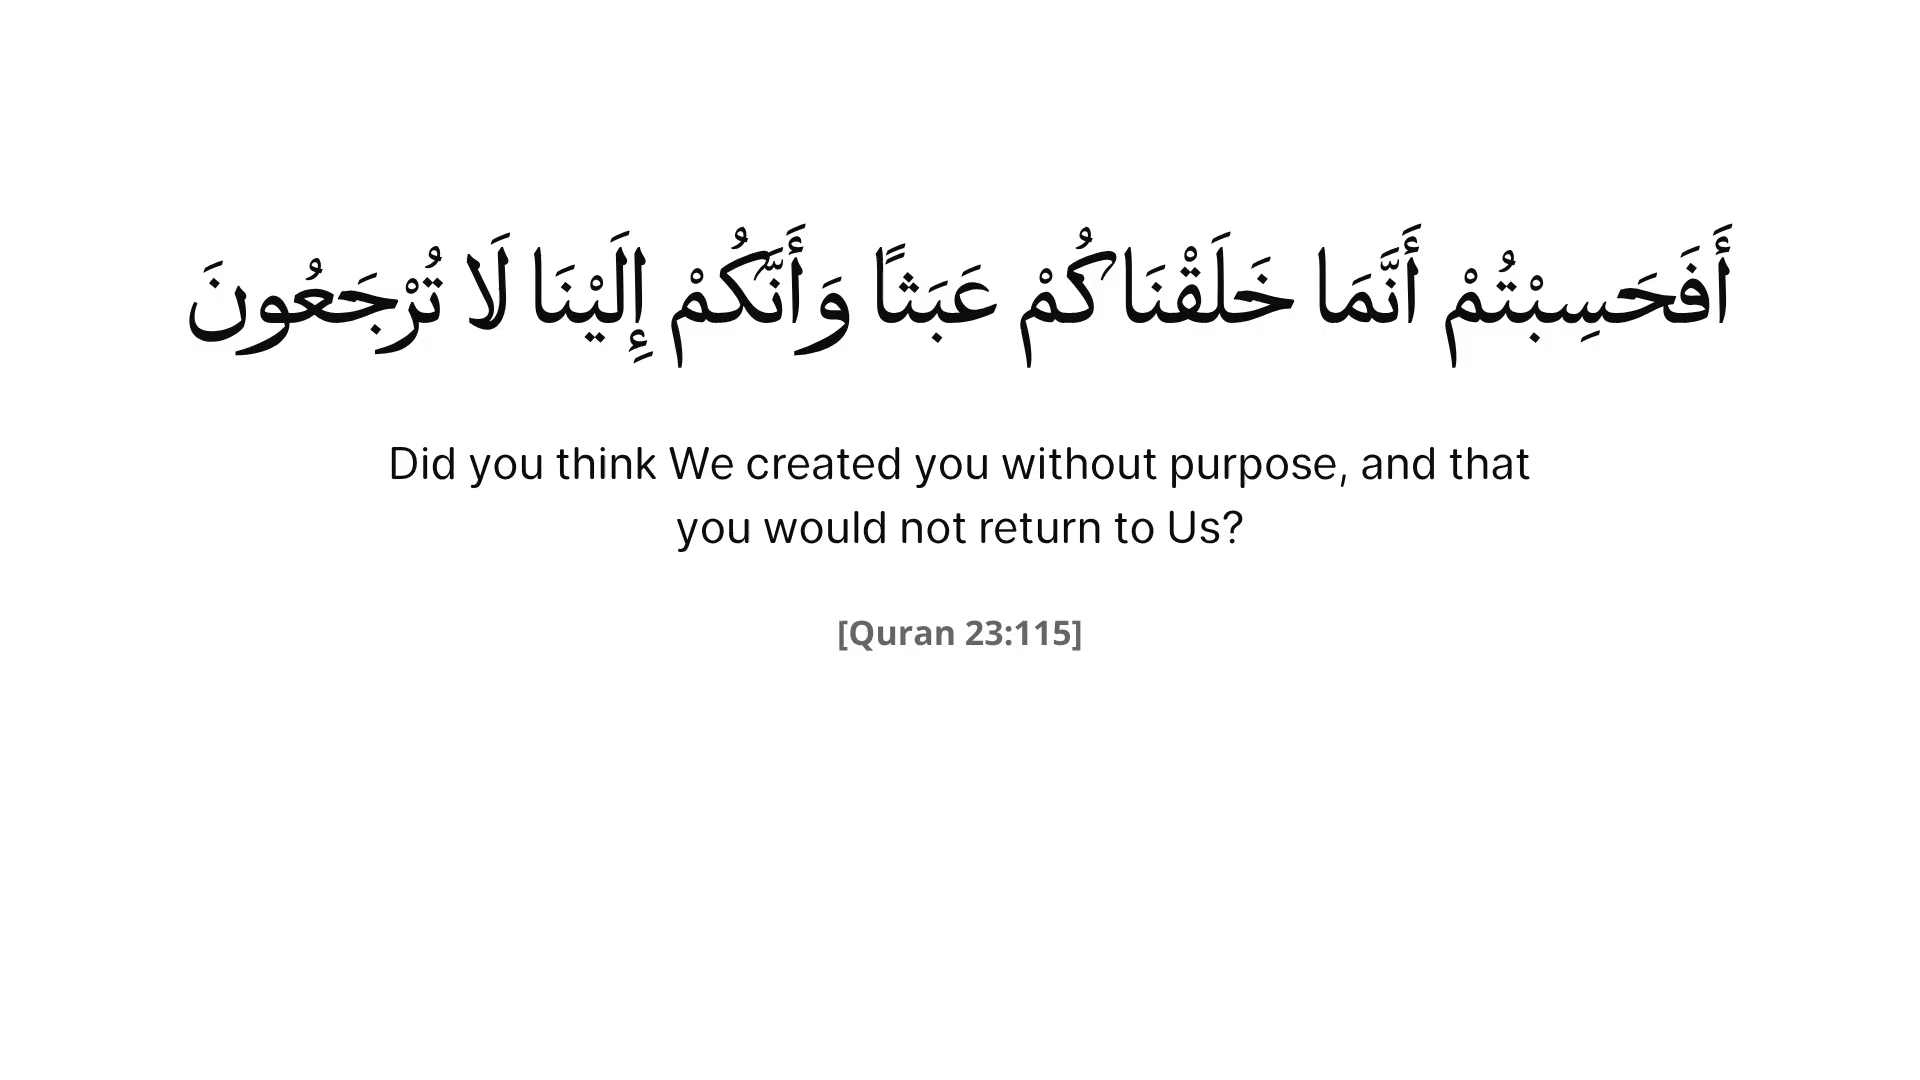 أَفَحَسِبْتُمْ أَنَّمَا خَلَقْنَاكُمْ عَبَثًا وَأَنَّكُمْ إِلَيْنَا لَا تُرْجَعُونَ
Did you think We created you without purpose, and that
you would not return to Us?
[Quran 23:115]